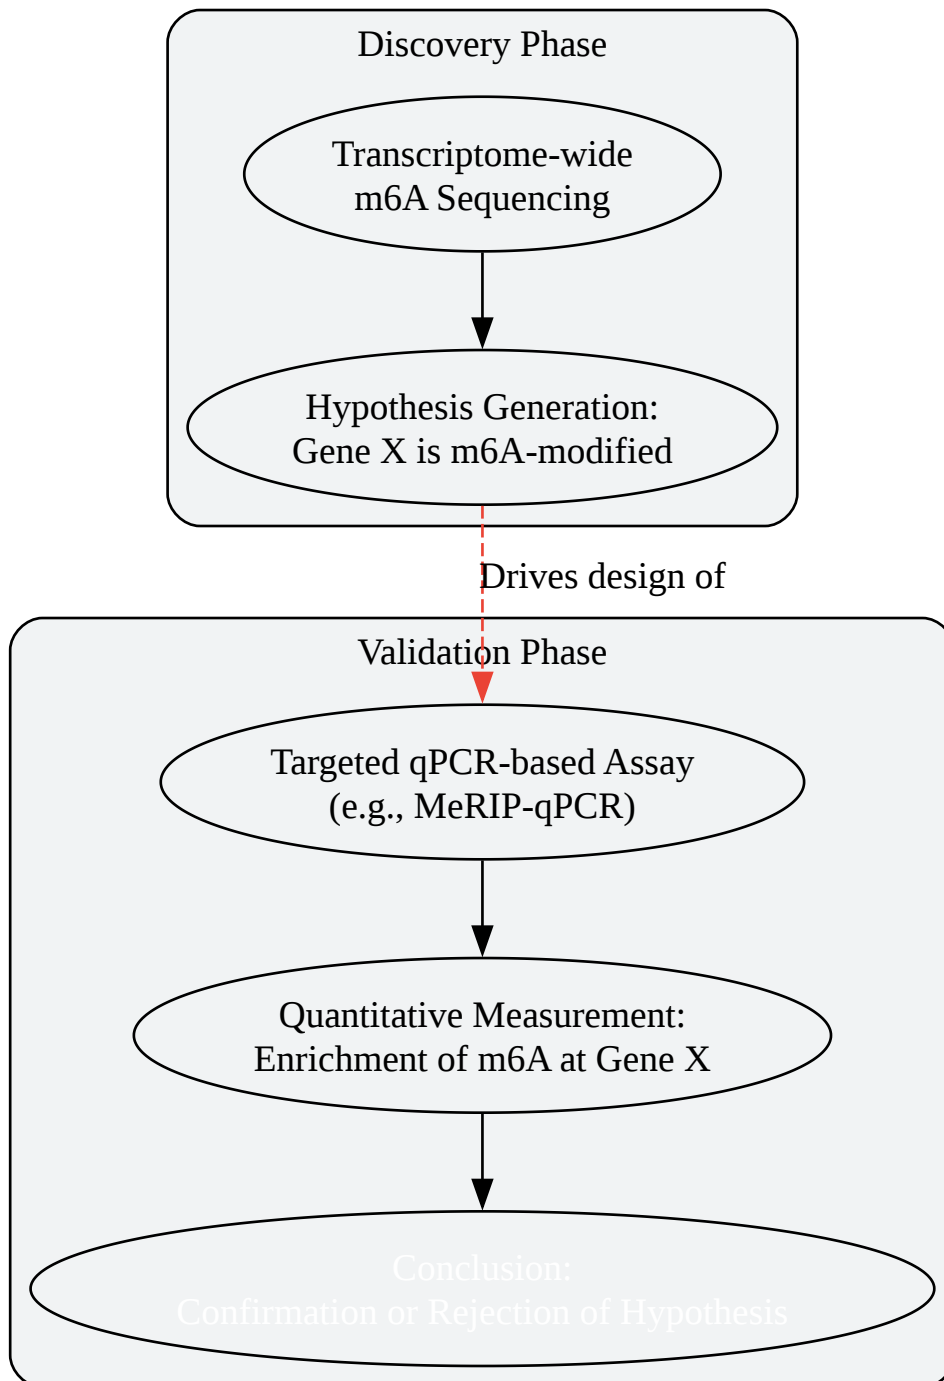 Discovery Phase
Transcriptome-wide
m6A Sequencing
Hypothesis Generation:
Gene X is m6A-modified
Drives design of
Validation Phase
Targeted qPCR-based Assay
(e.g., MeRIP-qPCR)
Quantitative Measurement:
Enrichment of m6A at Gene X
Conclusion:
Confirmation or Rejection of Hypothesis